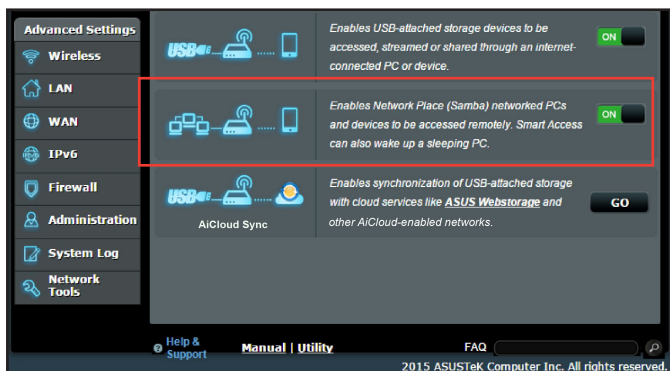 Advanced Settings
Wireless
LAN
WAN
IPv6
Firewall
Administration
System Log
Network
Tools
USB
Enables USB-attached storage devices to be
accessed, streamed or shared through an internet-
connected PC or device.
ON
Enables Network Place (Samba) networked PCs
and devices to be accessed remotely. Smart Access
can also wake up a sleeping PC.
ON
USB
AiCloud Sync
Enables synchronization of USB-attached storage
with cloud services like ASUS Webstorage and
other AiCloud-enabled networks.
GO
Help &
Support
Manual | Utility
FAQ
2015 ASUSTeK Computer Inc. All rights reserved.